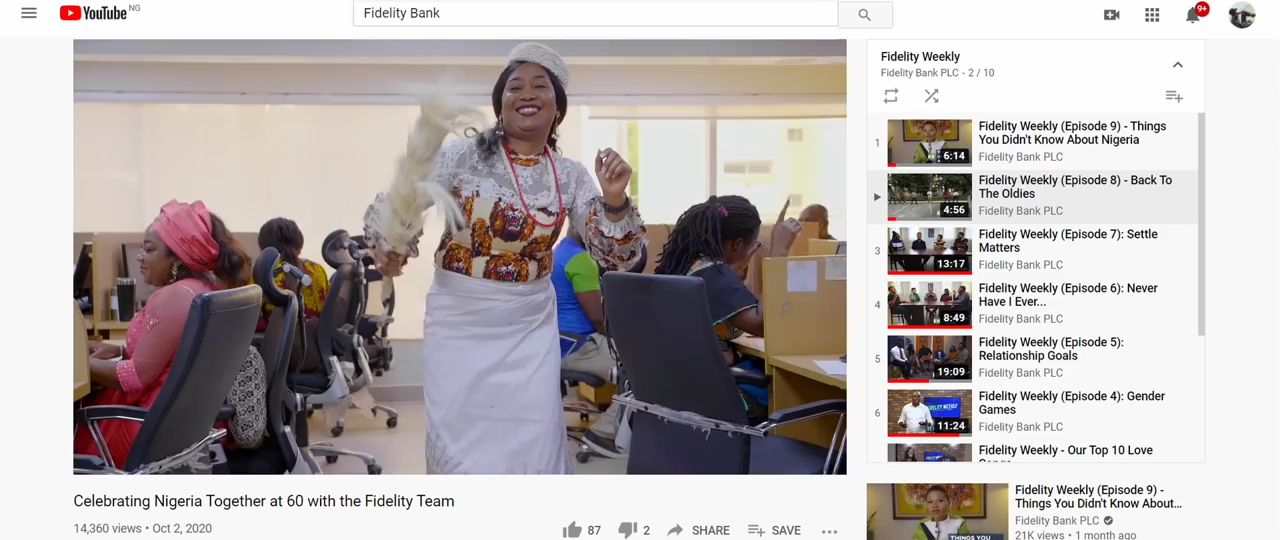 YouTube NG
Fidelity Bank
9+
Fidelity Weekly
Fidelity Bank PLC - 2 / 10
1
6:14
Fidelity Weekly (Episode 9) - Things
You Didn't Know About Nigeria
Fidelity Bank PLC
4:56
Fidelity Weekly (Episode 8) - Back To
The Oldies
Fidelity Bank PLC
3
13:17
Fidelity Weekly (Episode 7): Settle
Matters
Fidelity Bank PLC
4
8:49
Fidelity Weekly (Episode 6): Never
Have I Ever...
Fidelity Bank PLC
5
19:09
Fidelity Weekly (Episode 5):
Relationship Goals
Fidelity Bank PLC
6
FIDELITY WEEKLY
11:24
Fidelity Weekly (Episode 4): Gender
Games
Fidelity Bank PLC
Fidelity Weekly - Our Top 10 Love
Celebrating Nigeria Together at 60 with the Fidelity Team
14,360 views • Oct 2, 2020
87
2
SHARE
SAVE
THINGS YOU
Fidelity Weekly (Episode 9) -
Things You Didn't Know About...
Fidelity Bank PLC
21K views • 1 month ago